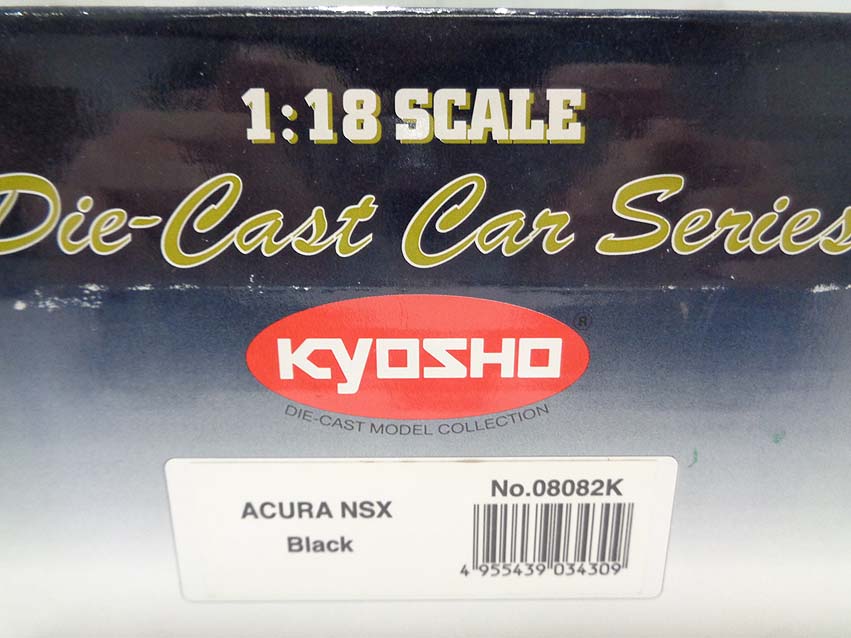 1:18 SCALE
Die-Cast Car Series
KYOSHO ®
DIE-CAST MODEL COLLECTION
ACURA NSX
Black
No.08082K
4 955439 034309